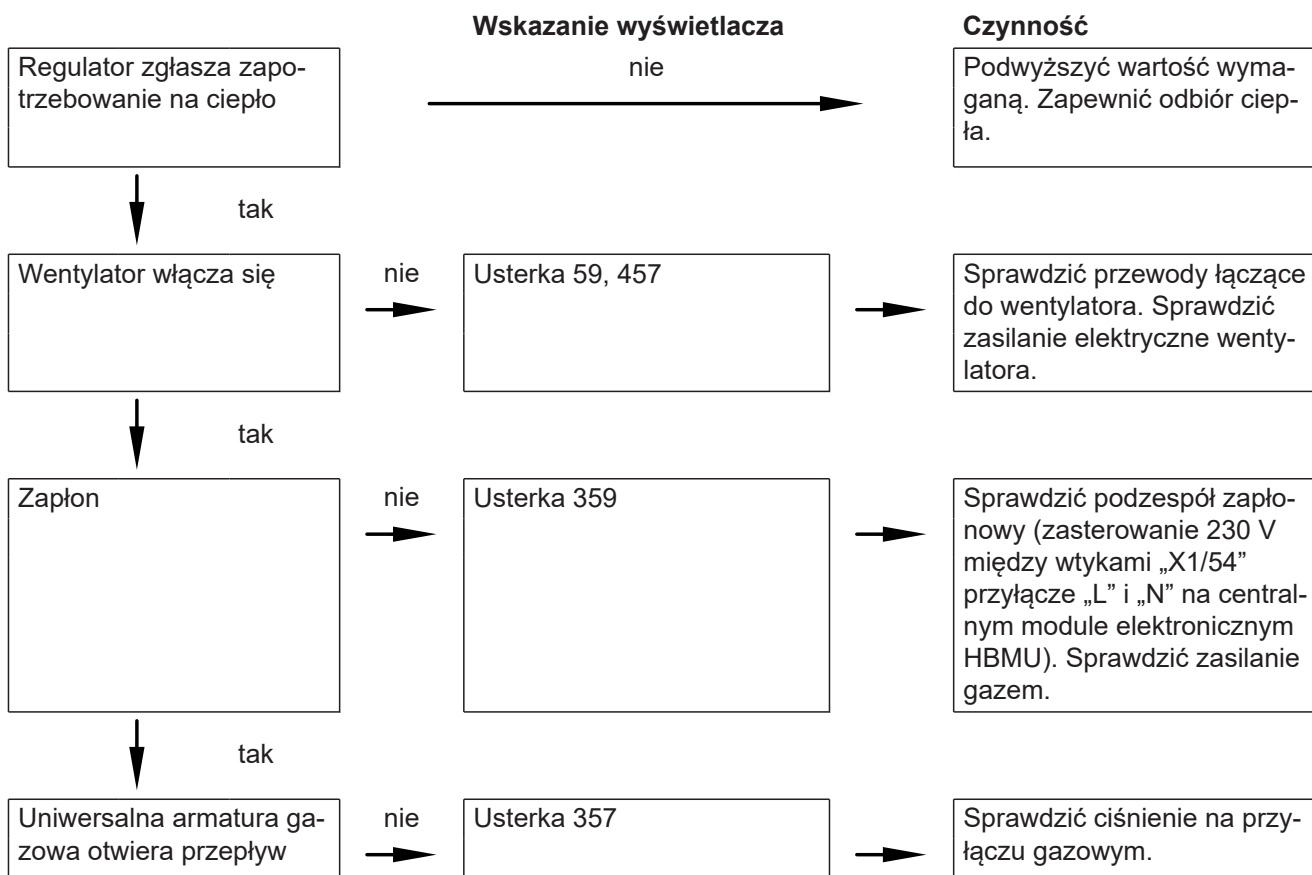 Wskazanie wyświetlacza
Czynność
Regulator zgłasza zapo-
trzebowanie na ciepło
nie
Podwyższyć wartość wyma-
ganą. Zapewnić odbiór ciep-
ła.
tak
Wentylator włącza się
nie
Usterka 59, 457
Sprawdzić przewody łączące
do wentylatora. Sprawdzić
zasilanie elektryczne wenty-
latora.
tak
Zapłon
nie
Usterka 359
Sprawdzić podzespół zapło-
nowy (zasterowanie 230 V
między wtykami „X1/54”
przyłącze „L” i „N” na central-
nym module elektronicznym
HBMU). Sprawdzić zasilanie
gazem.
tak
Uniwersalna armatura ga-
zowa otwiera przepływ
nie
Usterka 357
Sprawdzić ciśnienie na przy-
łączu gazowym.